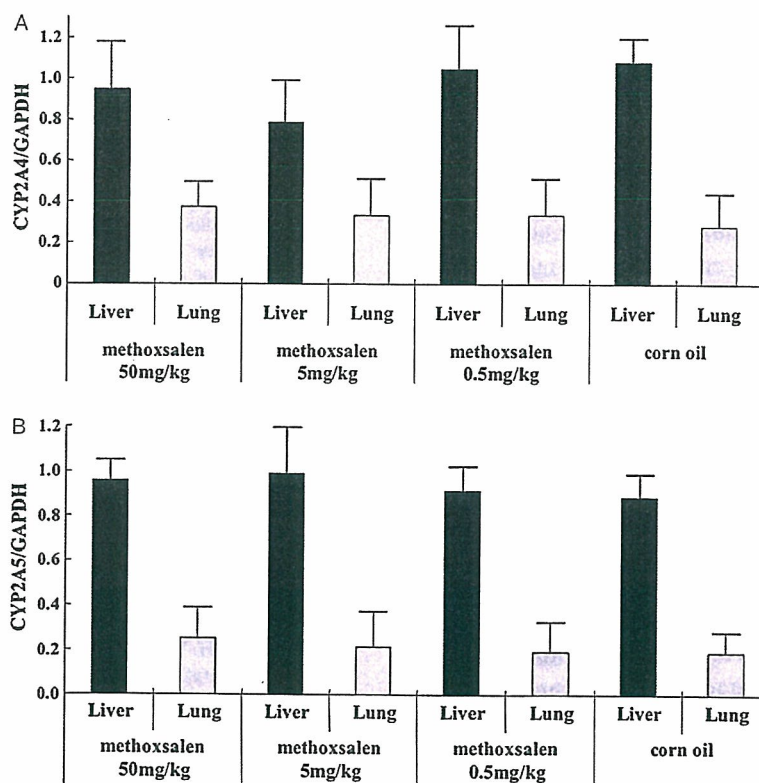 A
CYP2A4/GAPDH
1.2
1.0
0.8
0.6
0.4
0.2
0
Liver Lung Liver Lung Liver Lung Liver Lung
methoxsalen methoxsalen methoxsalen corn oil
50mg/kg 5mg/kg 0.5mg/kg
B
CYP2A5/GAPDH
1.2
1.0
0.8
0.6
0.4
0.2
0.0
Liver Lung Liver Lung Liver Lung Liver Lung
methoxsalen methoxsalen methoxsalen corn oil
50mg/kg 5mg/kg 0.5mg/kg